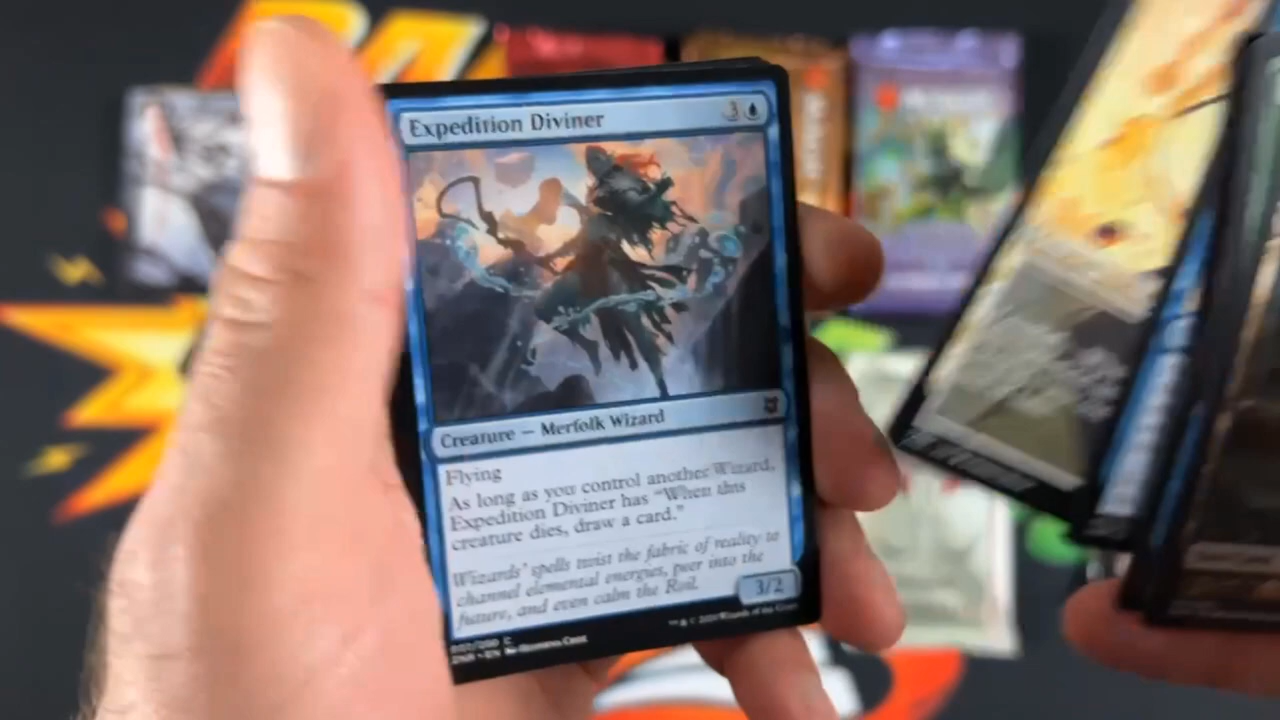 Expedition Diviner
3
Creature — Merfolk Wizard
Flying
As long as you control another Wizard,
Expedition Diviner has “When this
creature dies, draw a card.”
Wizards’ spells twist the fabric of reality to
channel elemental energies, peer into the
future, and even calm the Roil.
3/2